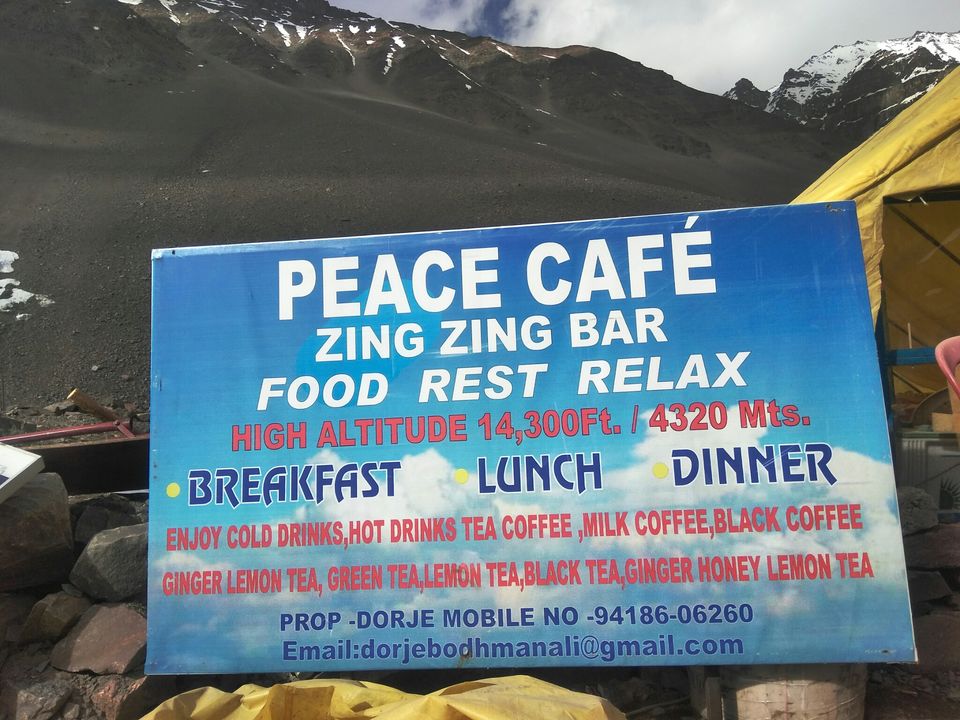 PEACE CAFÉ
ZING ZING BAR
FOOD REST RELAX
HIGH ALTITUDE 14,300Ft. / 4320 Mts.
• BREAKFAST • LUNCH • DINNER
ENJOY COLD DRINKS,HOT DRINKS TEA COFFEE ,MILK COFFEE,BLACK COFFEE
GINGER LEMON TEA, GREEN TEA,LEMON TEA,BLACK TEA,GINGER HONEY LEMON TEA
PROP -DORJE MOBILE NO -94186-06260
Email:dorjebodhmanali@gmail.com